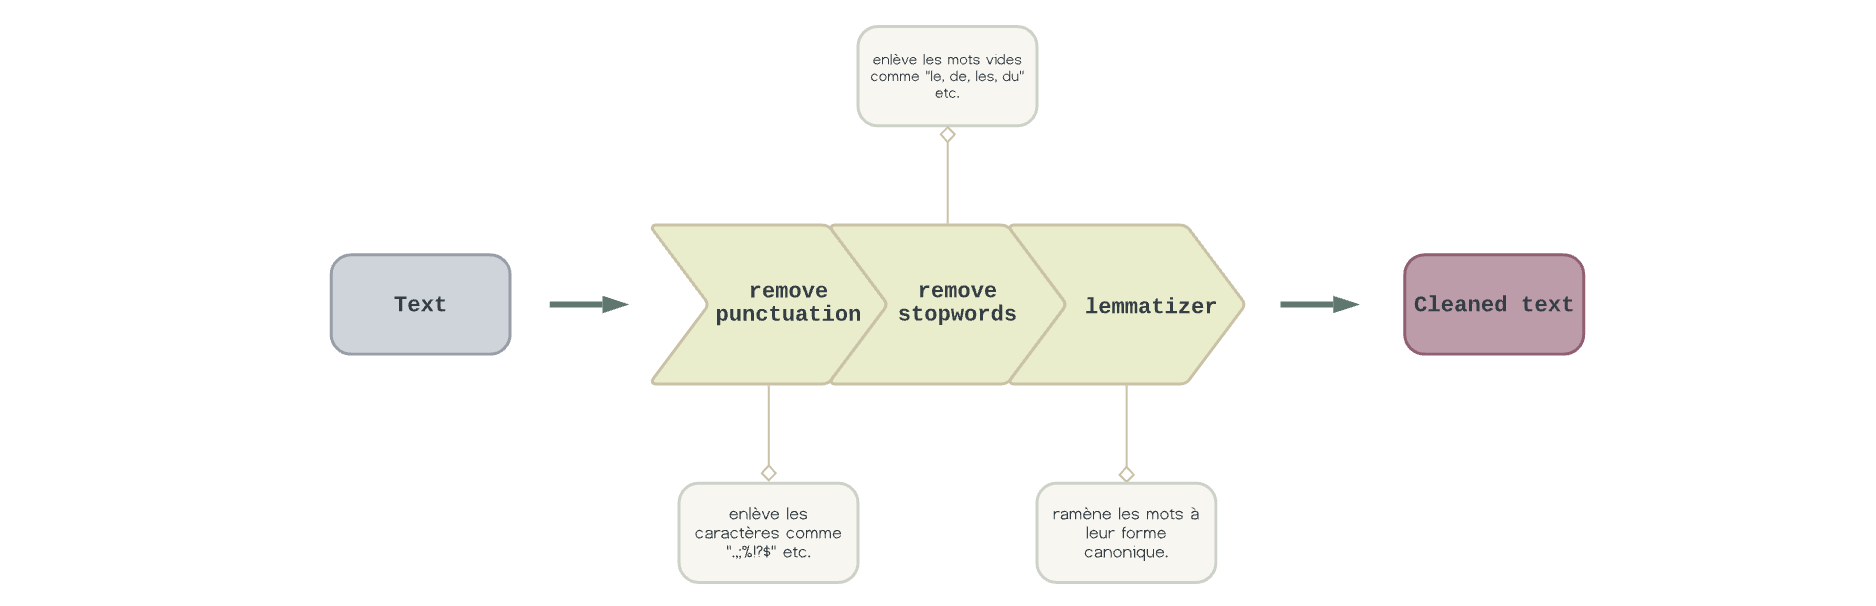 enlève les mots vides
comme "le, de, les, du"
etc.
Text
remove
punctuation
remove
stopwords
lemmatizer
Cleaned text
enlève les
caractères comme
".,;%!?$" etc.
ramène les mots à
leur forme
canonique.